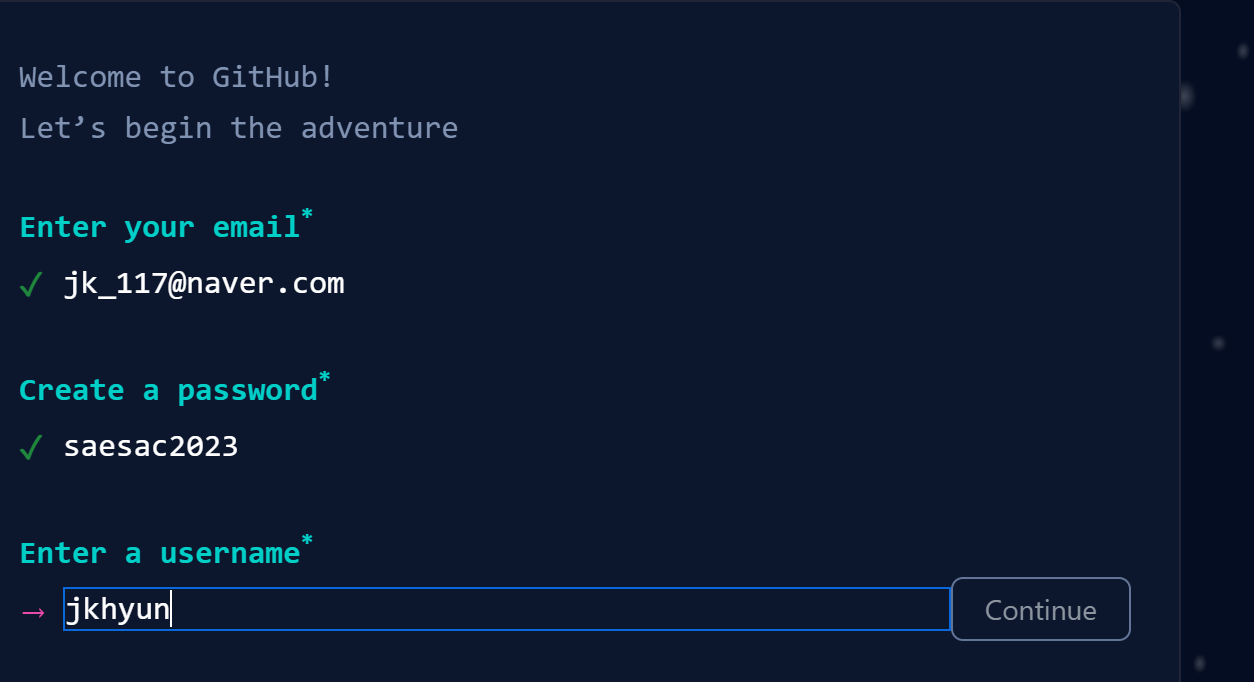 Welcome to GitHub!
Let’s begin the adventure
Enter your email*
✓ jk_117@naver.com
Create a password*
✓ saesac2023
Enter a username*
→ jkhyun
Continue